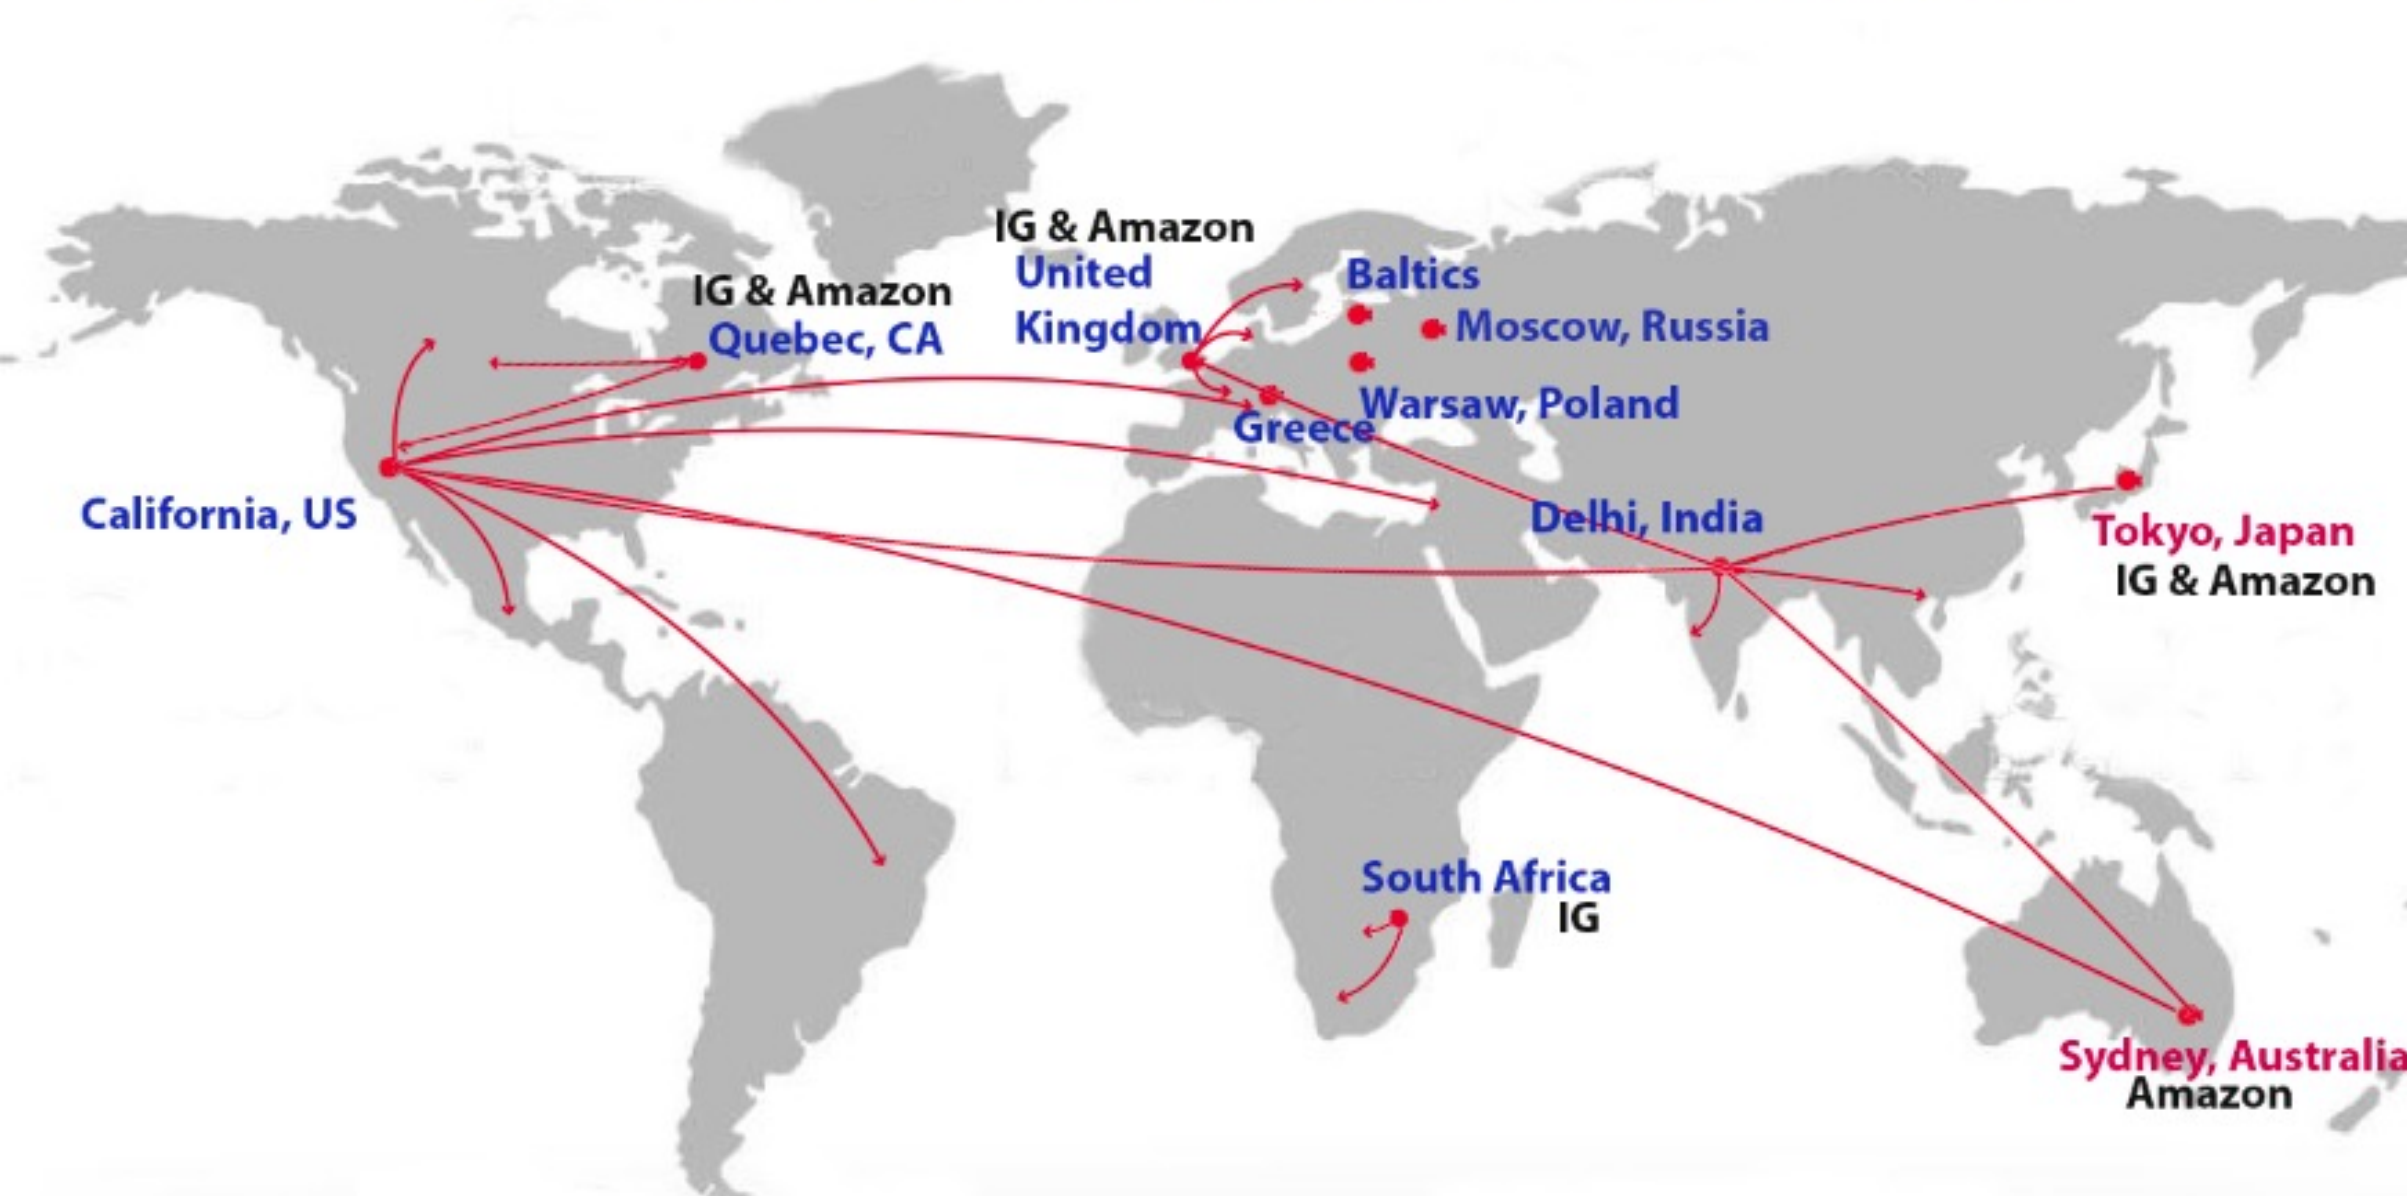 IG & Amazon
United
Kingdom
Baltics
IG & Amazon
Quebec, CA
Moscow, Russia
Warsaw, Poland
Greece
California, US
Delhi, India
Tokyo, Japan
IG & Amazon
South Africa
IG
Sydney, Australia
Amazon